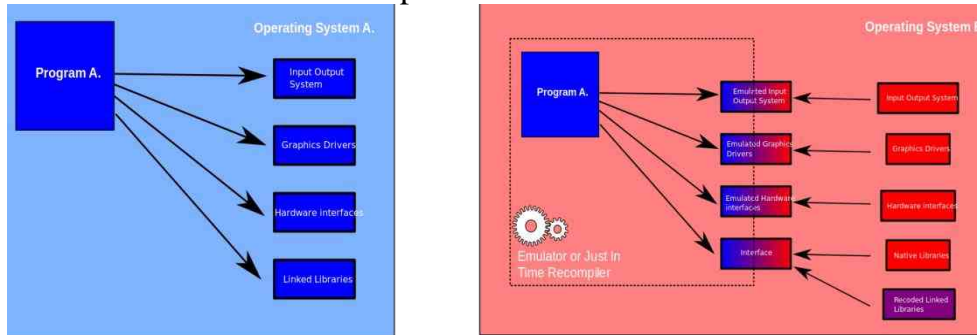 Operating System A.
Program A.
Input Output
System
Graphics Drivers
Hardware interfaces
Linked Libraries
Operating System
Program A.
Emulated Input
Output System
Input Output System
Emulated Graphics
Drivers
Graphics Drivers
Emulated Hardware
interfaces
Hardware Interfaces
Emulator or Just In
Time Recompiler
Interface
Native Libraries
Recoded Linked
Libraries